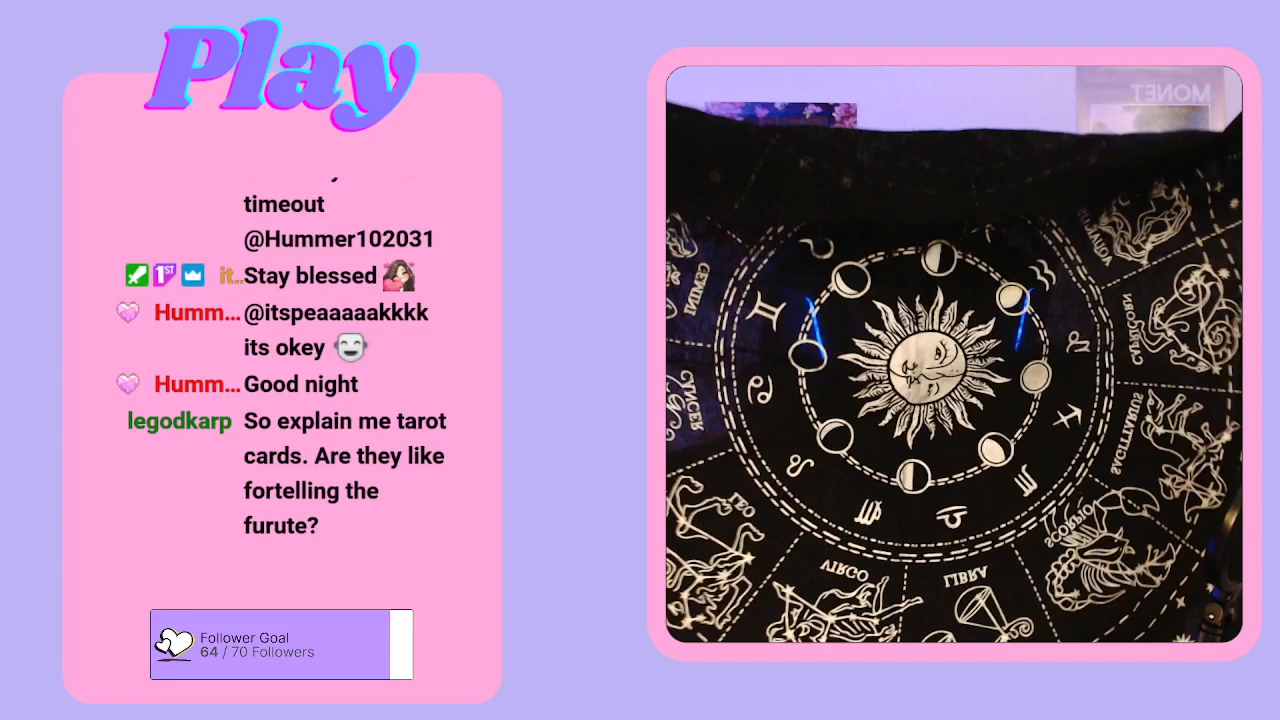 Play
timeout
@Hummer102031
it.. Stay blessed
Humm... @itspeaaaaakkkk
its okey
Humm... Good night
legodkarp So explain me tarot
cards. Are they like
fortelling the
furute?
Follower Goal
64 / 70 Followers
MONET
GEMINI
CANCER
LEO
VIRGO
LIBRA
SCORPIO
SAGITTARIUS
CAPRICORN